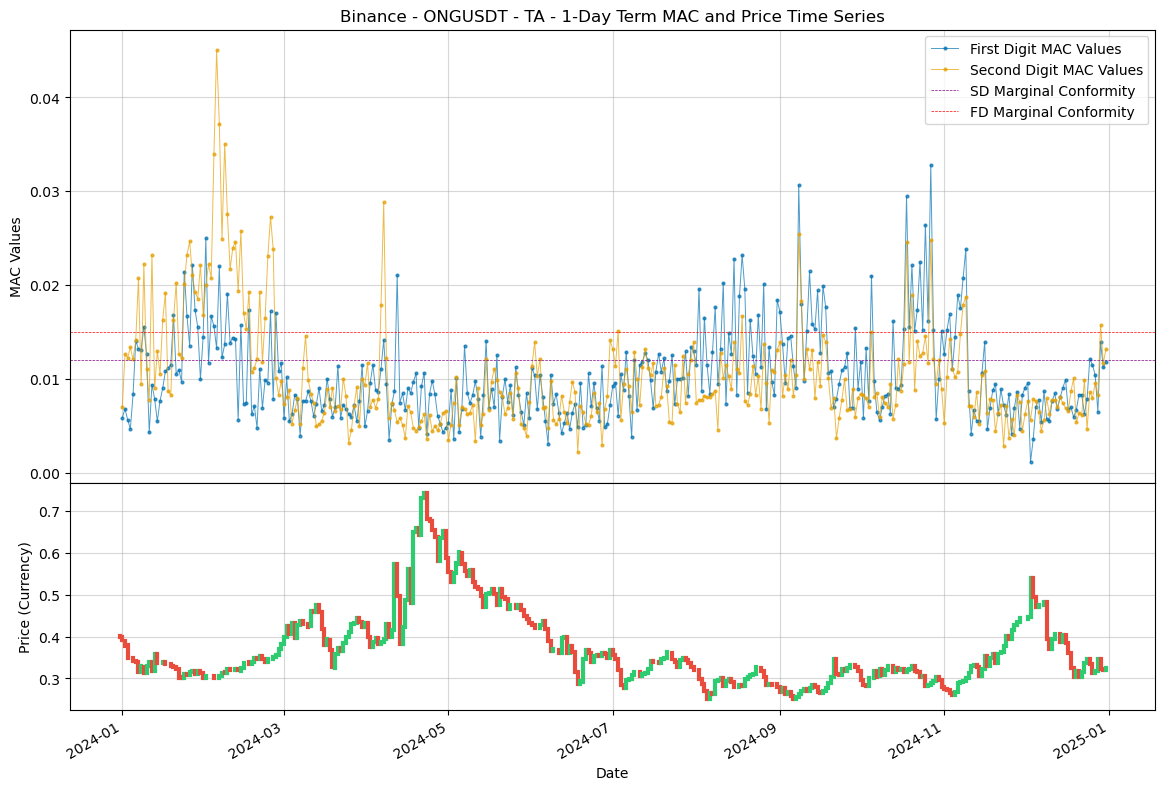 Binance - ONGUSDT - TA - 1-Day Term MAC and Price Time Series
First Digit MAC Values
Second Digit MAC Values
SD Marginal Conformity
FD Marginal Conformity
MAC Values
0.04
0.03
0.02
0.01
0.00
Price (Currency)
0.7
0.6
0.5
0.4
0.3
2024-01
2024-03
2024-05
2024-07
2024-09
2024-11
2025-01
Date